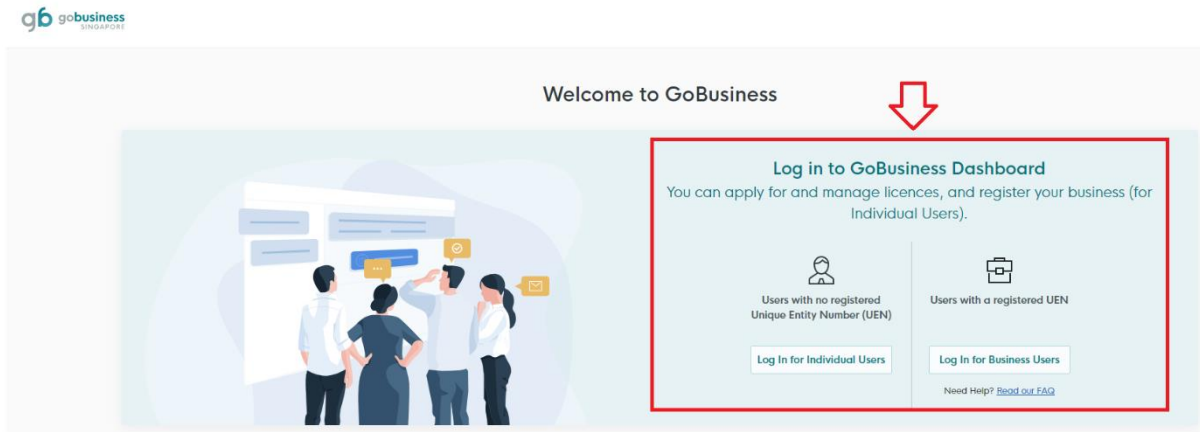 gb gobusiness
SINGAPORE
Welcome to GoBusiness
Log in to GoBusiness Dashboard
You can apply for and manage licences, and register your business (for
Individual Users).
Users with no registered
Unique Entity Number (UEN)
Log In for Individual Users
Users with a registered UEN
Log In for Business Users
Need Help? Read our FAQ